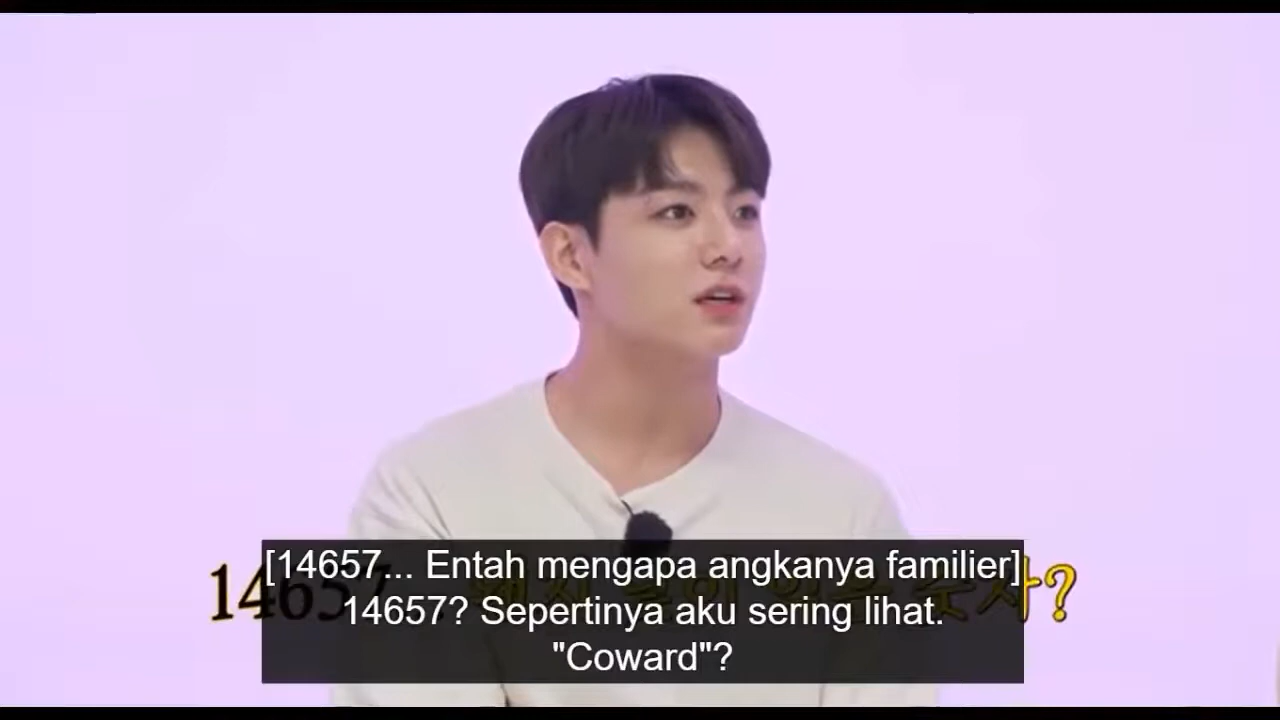 [14657... Entah mengapa angkanya familier]
14657? Sepertinya aku sering lihat.
"Coward"?